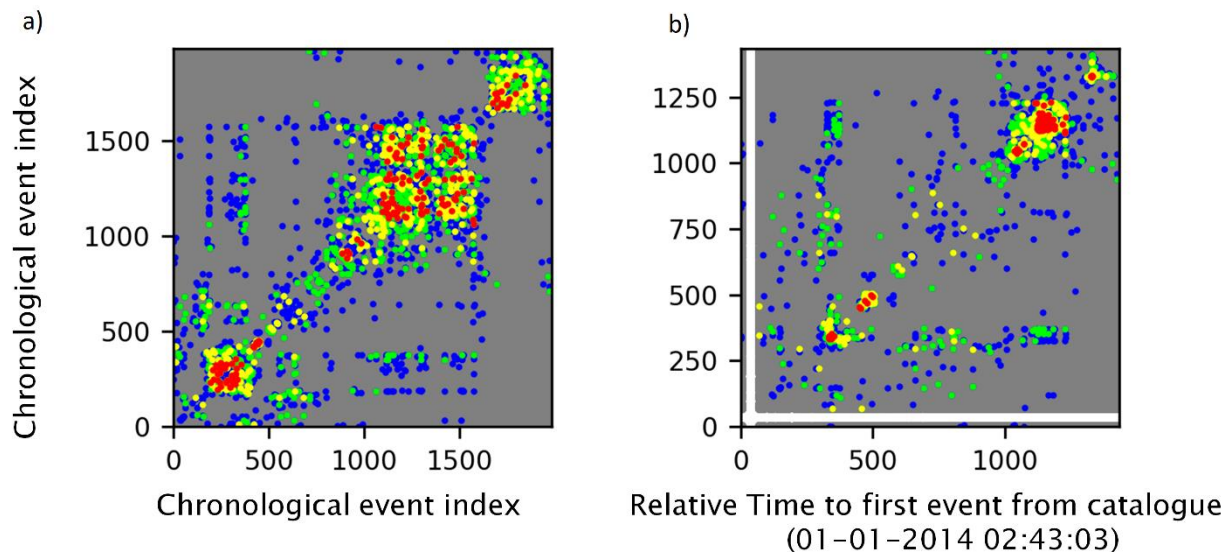 a)
Chronological event index
1500
1000
500
0
0 500 1000 1500
Chronological event index
b)
1250
1000
750
500
250
0
0 500 1000
Relative Time to first event from catalogue
(01-01-2014 02:43:03)